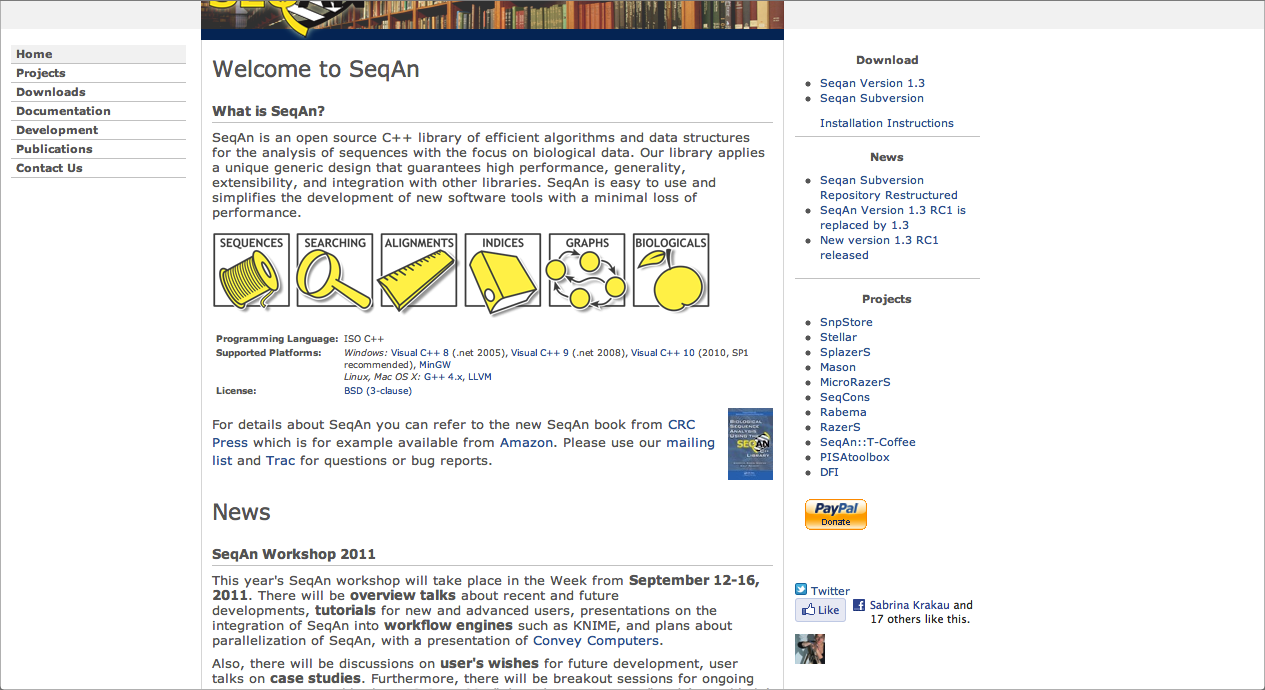 SEQAN
Home
Projects
Downloads
Documentation
Development
Publications
Contact Us
Welcome to SeqAn
What is SeqAn?
SeqAn is an open source C++ library of efficient algorithms and data structures
for the analysis of sequences with the focus on biological data. Our library applies
a unique generic design that guarantees high performance, generality,
extensibility, and integration with other libraries. SeqAn is easy to use and
simplifies the development of new software tools with a minimal loss of
performance.
SEQUENCES SEARCHING ALIGNMENTS INDICES GRAPHS BIOLOGICALS
Programming Language: ISO C++
Supported Platforms: Windows: Visual C++ 8 (.net 2005), Visual C++ 9 (.net 2008), Visual C++ 10 (2010, SP1
recommended), MinGW
Linux, Mac OS X: G++ 4.x, LLVM
License: BSD (3-clause)
For details about SeqAn you can refer to the new SeqAn book from CRC
Press which is for example available from Amazon. Please use our mailing
list and Trac for questions or bug reports.
BIOLOGICAL
SEQUENCE
ANALYSIS
USING THE
SEQAN
C++
LIBRARY
News
SeqAn Workshop 2011
This year's SeqAn workshop will take place in the Week from September 12-16,
2011. There will be overview talks about recent and future
developments, tutorials for new and advanced users, presentations on the
integration of SeqAn into workflow engines such as KNIME, and plans about
parallelization of SeqAn, with a presentation of Convey Computers.
Also, there will be discussions on user's wishes for future development, user
talks on case studies. Furthermore, there will be breakout sessions for ongoing
Download
Seqan Version 1.3
Seqan Subversion
Installation Instructions
News
Seqan Subversion
Repository Restructured
SeqAn Version 1.3 RC1 is
replaced by 1.3
New version 1.3 RC1
released
Projects
SnpStore
Stellar
SplazerS
Mason
MicroRazerS
SeqCons
Rabema
RazerS
SeqAn::T-Coffee
PISAtoolbox
DFI
PayPal
Donate
Twitter
Like Sabrina Krakau and
17 others like this.